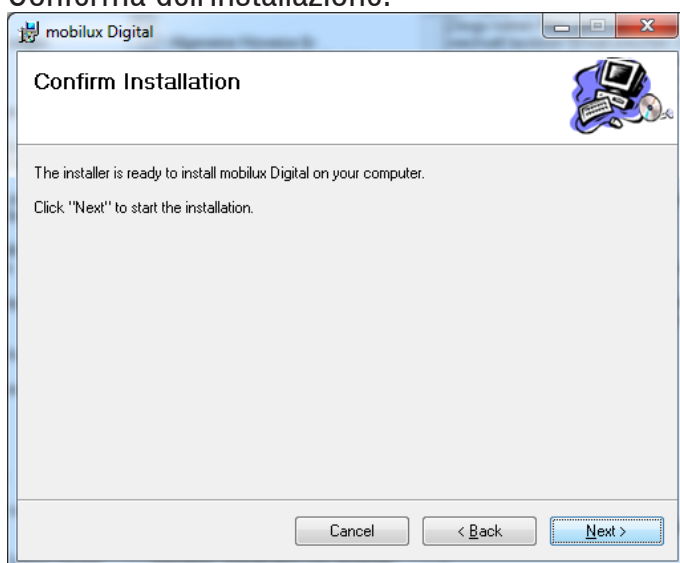 Conferma dell'installazione:
mobilux Digital
Confirm Installation
The installer is ready to install mobilux Digital on your computer.
Click "Next" to start the installation.
Cancel
< Back
Next >